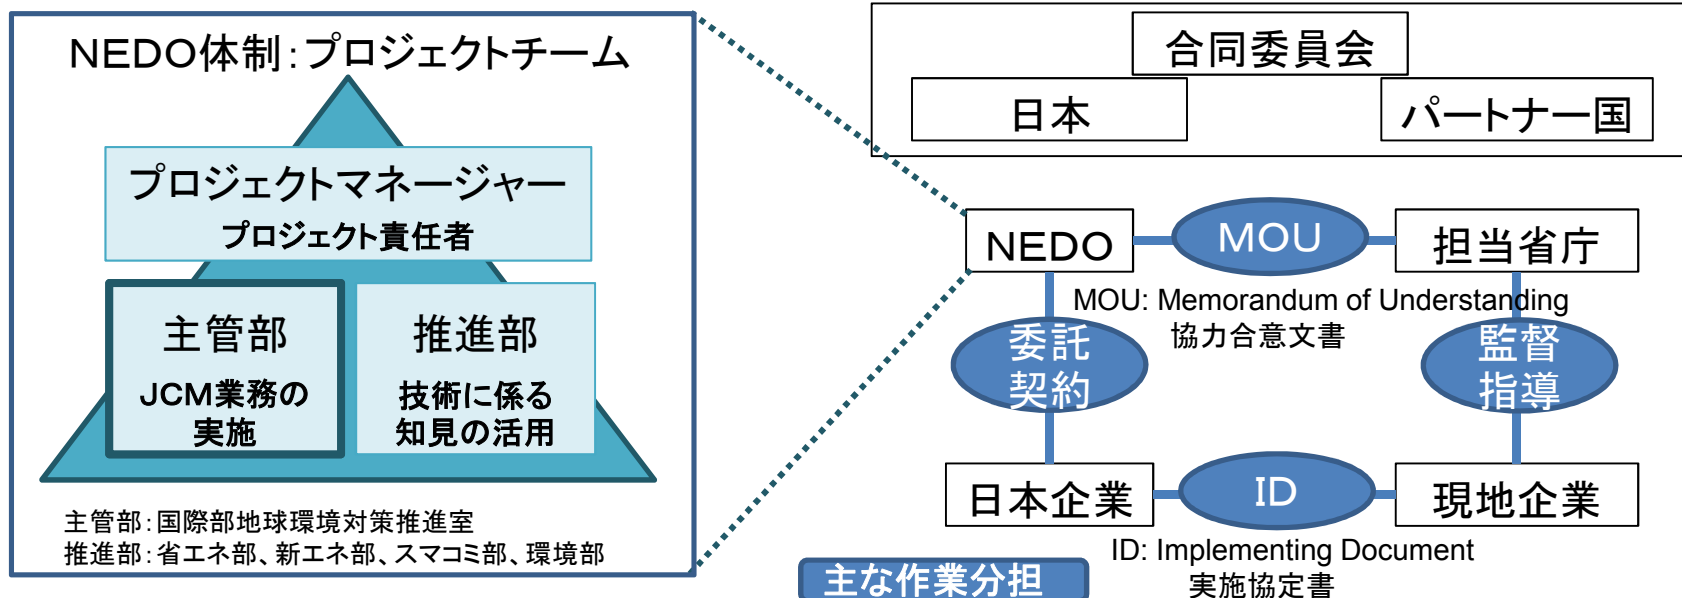 NEDO体制：プロジェクトチーム
プロジェクトマネージャー
プロジェクト責任者
主管部
JCM業務の
実施
推進部
技術に係る
知見の活用
主管部：国際部地球環境対策推進室
推進部：省エネ部、新エネ部、スマコミ部、環境部
合同委員会
日本
パートナー国
NEDO
MOU
担当省庁
MOU: Memorandum of Understanding
協力合意文書
委託
契約
監督
指導
日本企業
ID
現地企業
ID: Implementing Document
実施協定書
主な作業分担